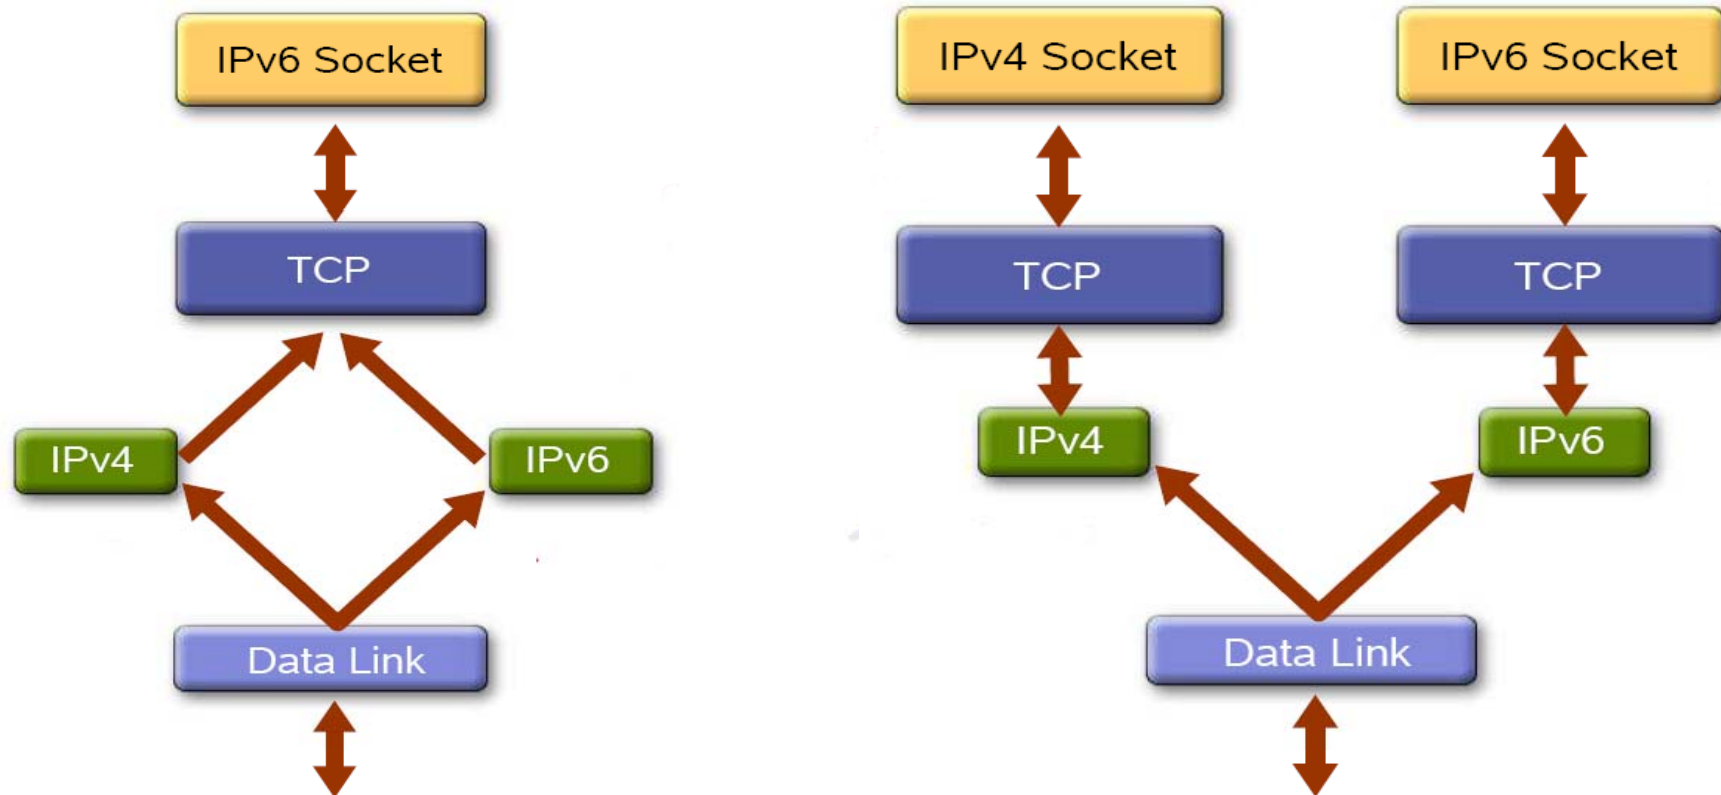 IPv6 Socket
TCP
IPv4
IPv6
Data Link
IPv4 Socket
IPv6 Socket
TCP
TCP
IPv4
IPv6
Data Link